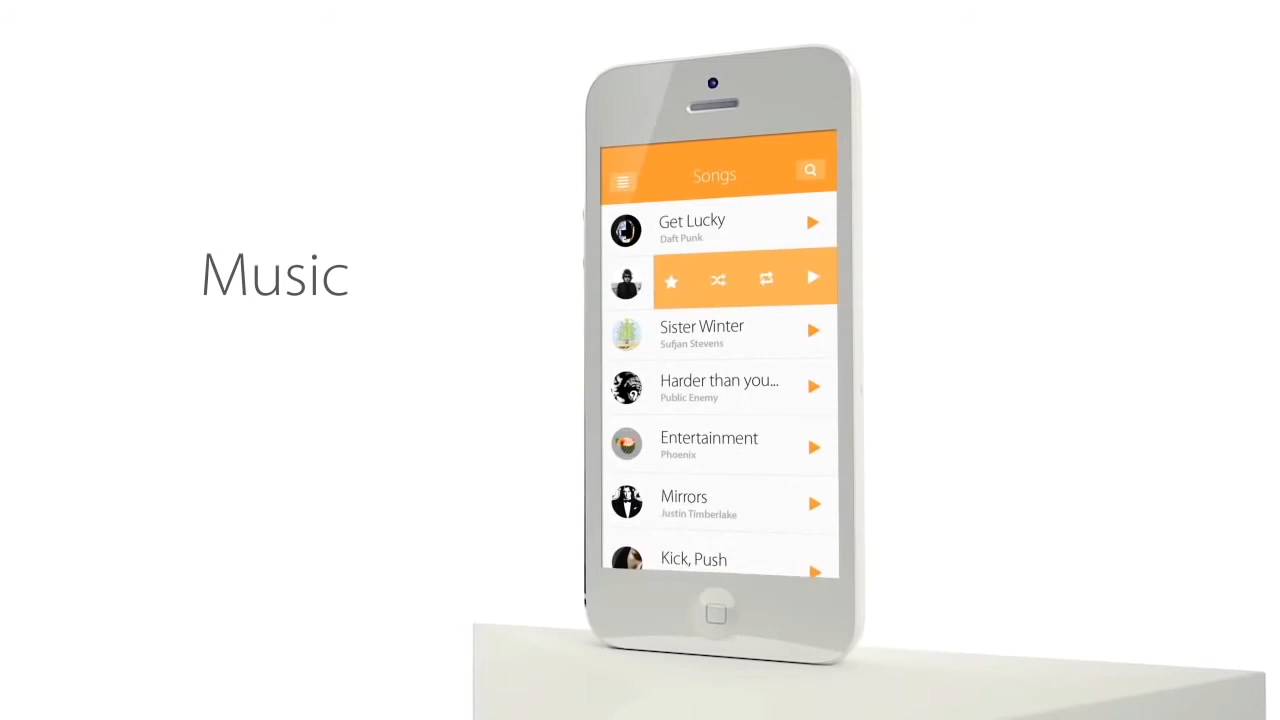 Music
Songs
Get Lucky
Daft Punk
Sister Winter
Sufjan Stevens
Harder than you...
Public Enemy
Entertainment
Phoenix
Mirrors
Justin Timberlake
Kick, Push